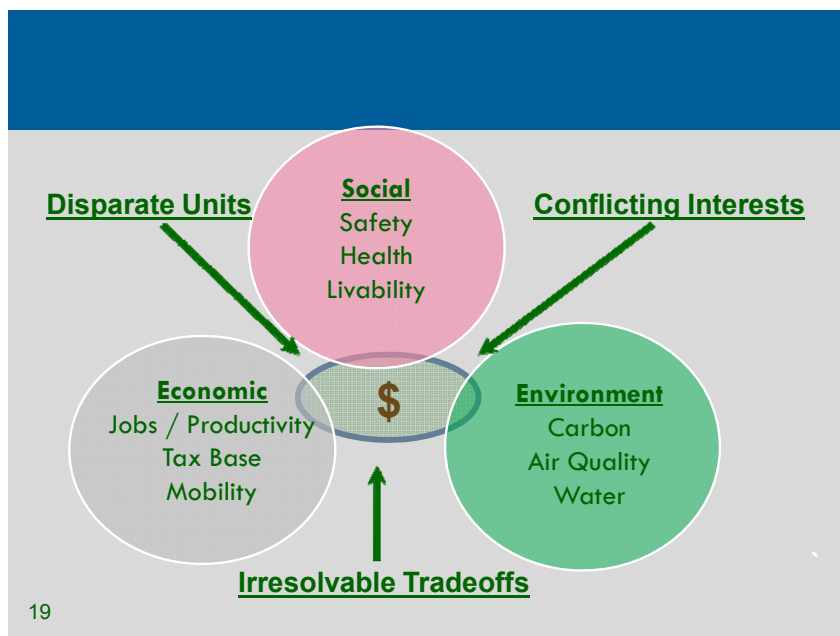 Social
Safety
Health
Livability
Disparate Units
Conflicting Interests
$
Economic
Jobs / Productivity
Tax Base
Mobility
Environment
Carbon
Air Quality
Water
`
Irresolvable Tradeoffs
19